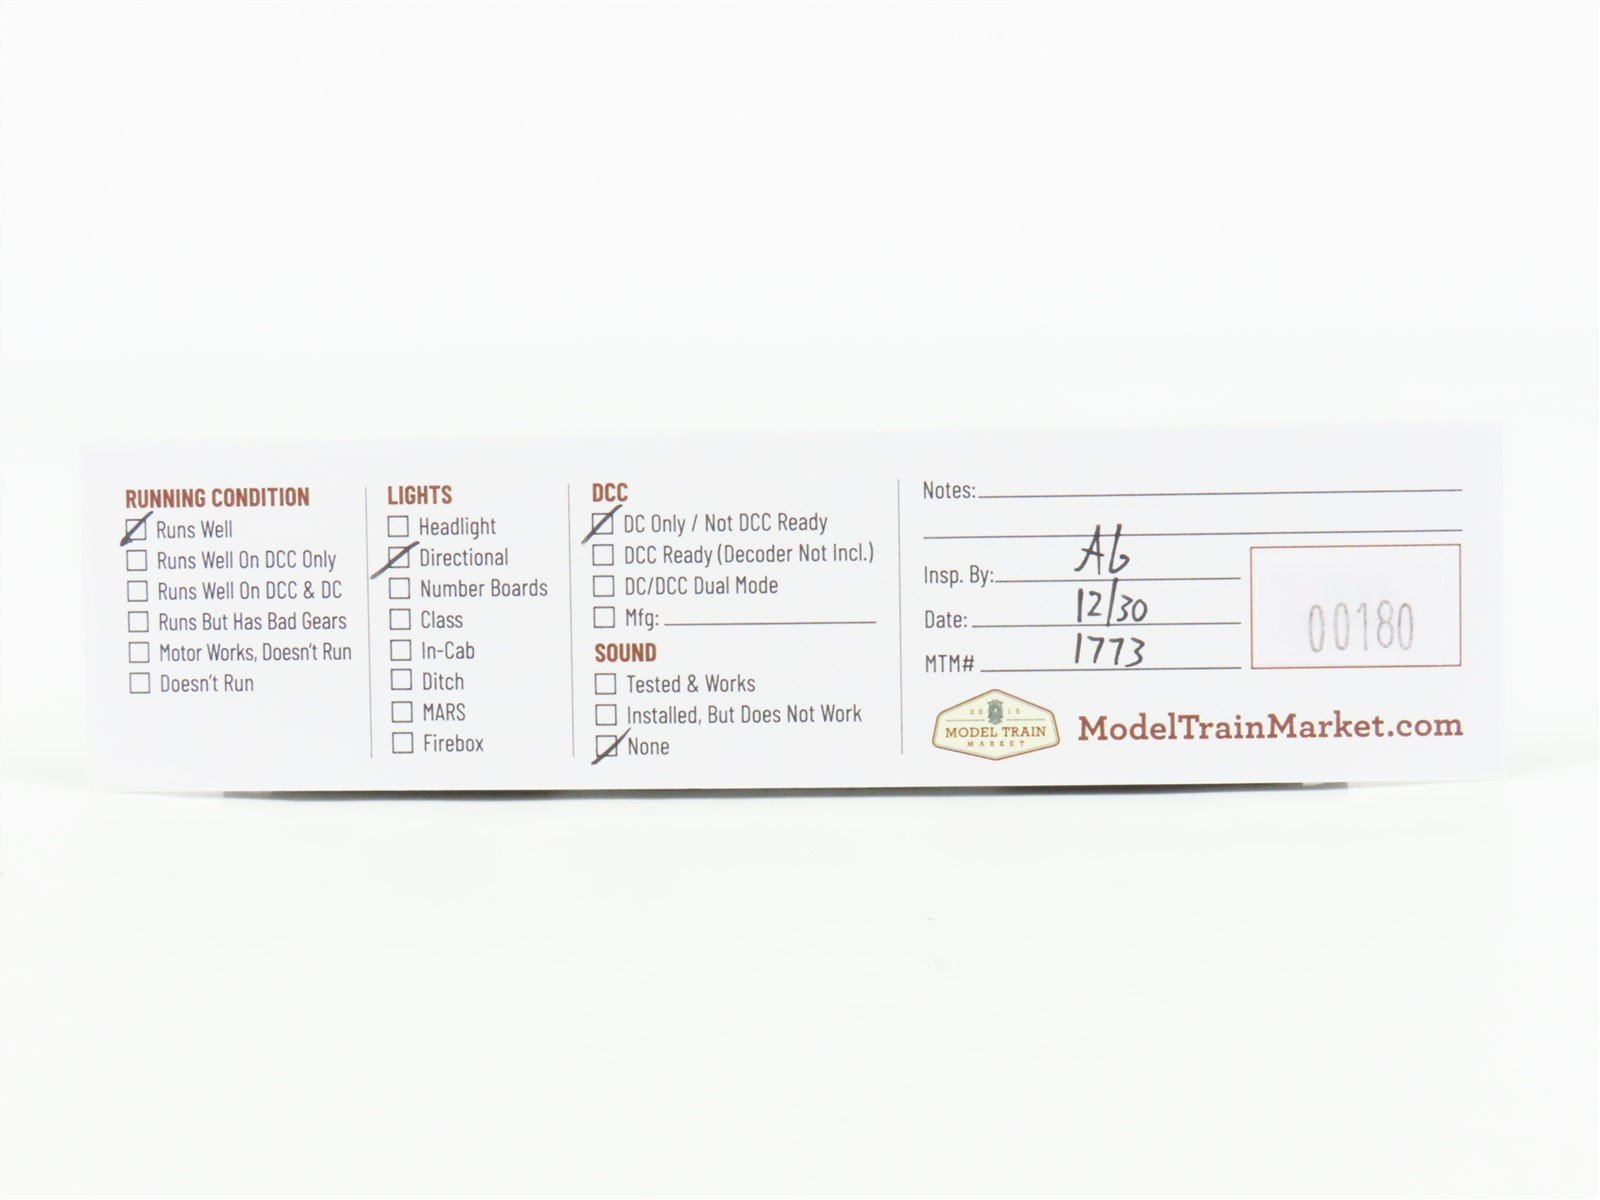 RUNNING CONDITION
Runs Well
Runs Well On DCC Only
Runs Well On DCC & DC
Runs But Has Bad Gears
Motor Works, Doesn't Run
Doesn't Run
LIGHTS
Headlight
Directional
Number Boards
Class
In-Cab
Ditch
MARS
Firebox
DCC
DC Only / Not DCC Ready
DCC Ready (Decoder Not Incl.)
DC/DCC Dual Mode
Mfg:
SOUND
Tested & Works
Installed, But Does Not Work
None
Notes:
Insp. By:
Date: 12/30
MTM# 1773
00180
2015
MODEL TRAIN
MARKET
ModelTrainMarket.com